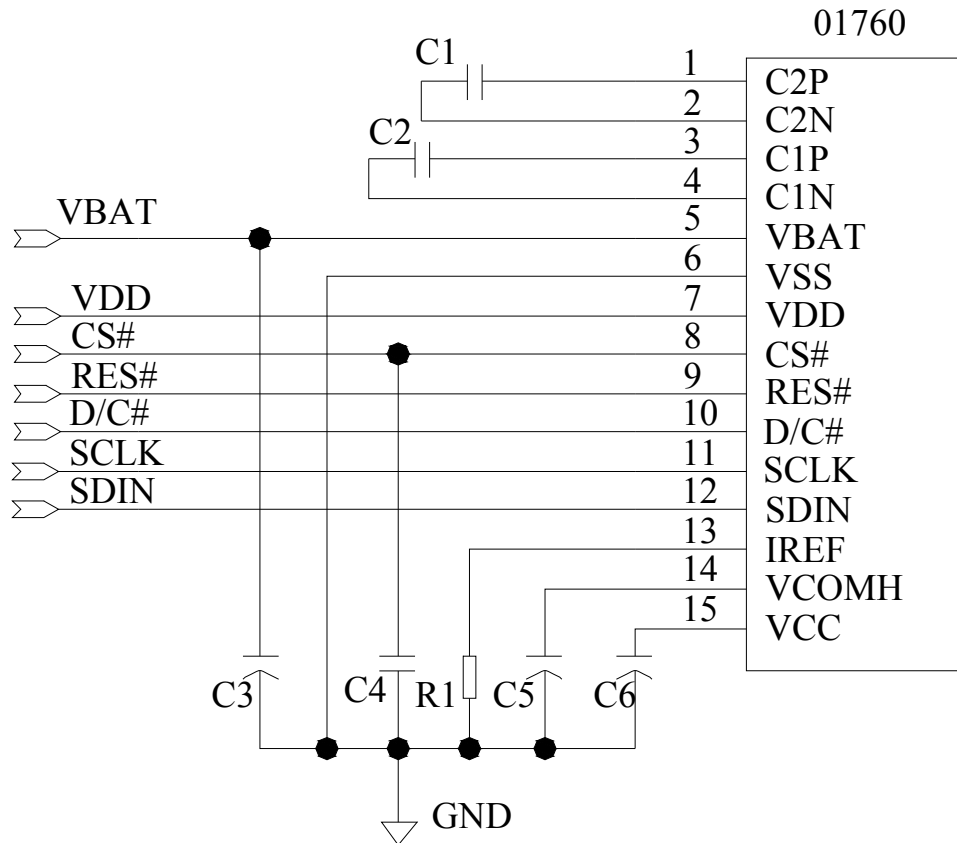 01760
C1
1
C2P
2
C2N
C2
3
C1P
4
C1N
VBAT
5
VBAT
6
VSS
VDD
7
VDD
CS#
8
CS#
RES#
9
RES#
D/C#
10
D/C#
SCLK
11
SCLK
SDIN
12
SDIN
13
IREF
14
VCOMH
15
VCC
C3
C4
R1
C5
C6
GND